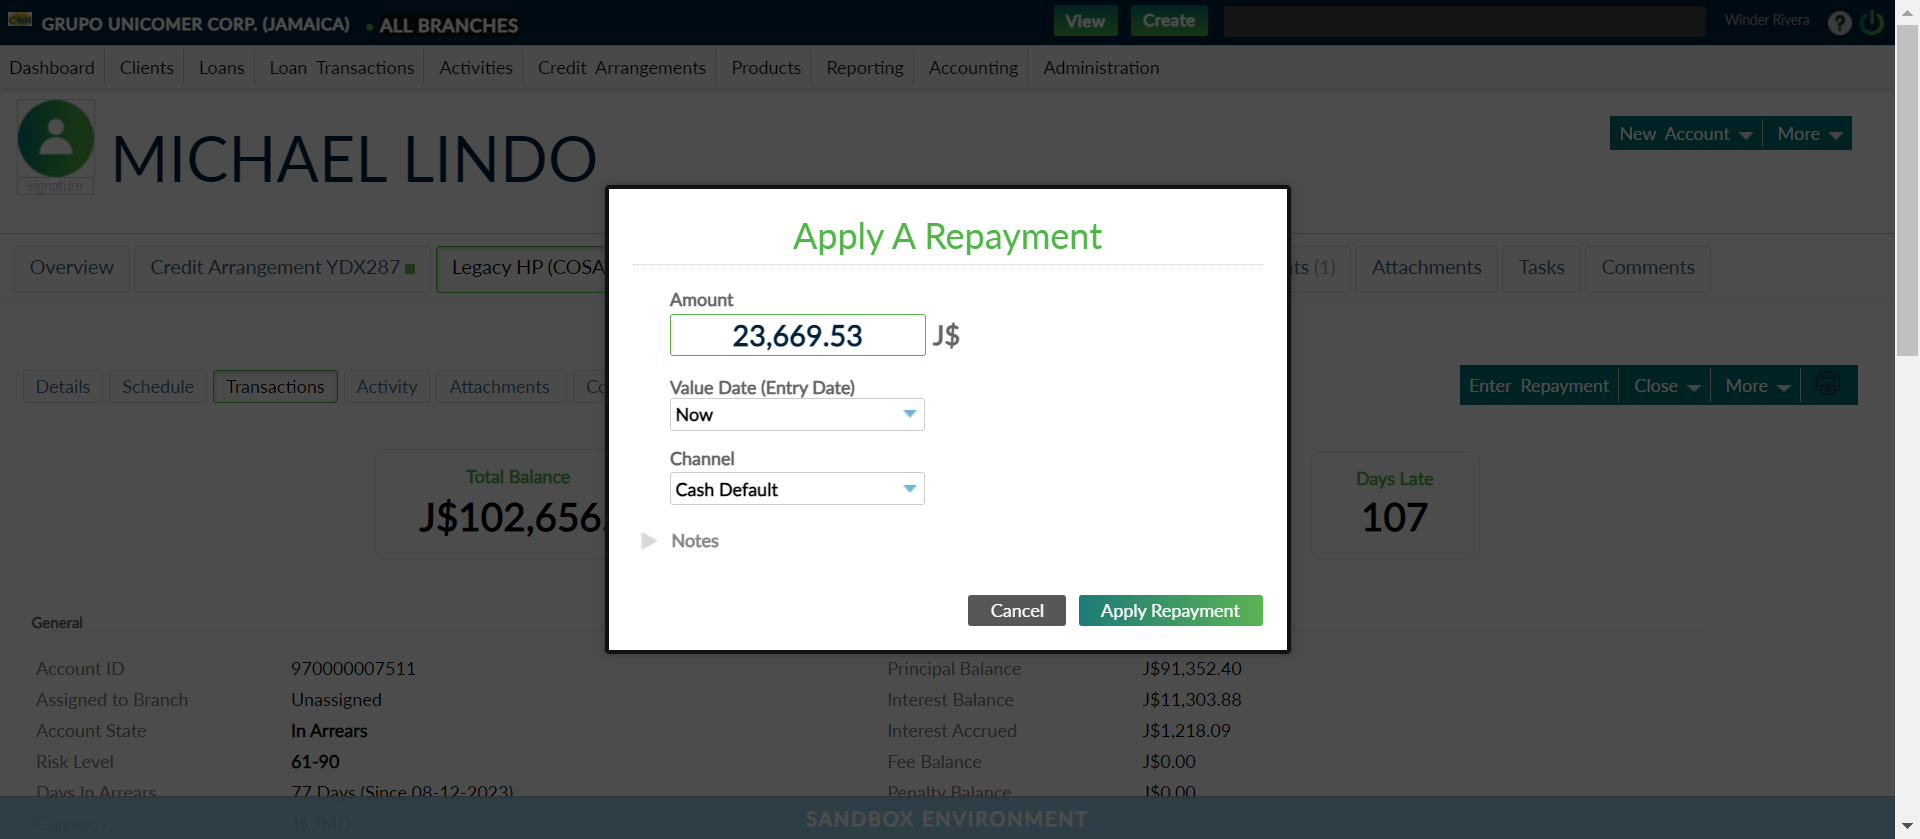 GRUPO UNICOMER CORP. (JAMAICA) • ALL BRANCHES View Create Winder Rivera ?
Dashboard Clients Loans Loan Transactions Activities Credit Arrangements Products Reporting Accounting Administration
signature
MICHAEL LINDO
New Account More
Overview Credit Arrangement YDX287 Legacy HP (COSA ts (1) Attachments Tasks Comments
Details Schedule Transactions Activity Attachments Co
Enter Repayment Close More
Total Balance
J$102,656.
Days Late
107
Apply A Repayment
Amount
23,669.53 J$
Value Date (Entry Date)
Now
Channel
Cash Default
Notes
Cancel Apply Repayment
General
Account ID 970000007511
Assigned to Branch Unassigned
Account State In Arrears
Risk Level 61-90
Days In Arrears 77 Days (Since 08-12-2023)
Currency J$ JMD
Principal Balance J$91,352.40
Interest Balance J$11,303.88
Interest Accrued J$1,218.09
Fee Balance J$0.00
Penalty Balance J$0.00
SANDBOX ENVIRONMENT